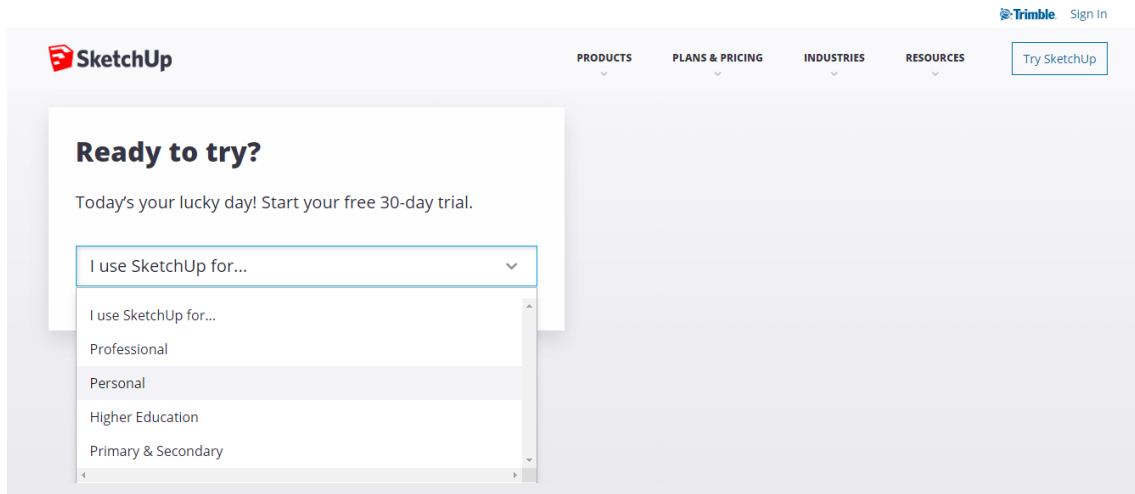 Trimble. Sign In
SketchUp PRODUCTS PLANS & PRICING INDUSTRIES RESOURCES Try SketchUp
Ready to try?
Today's your lucky day! Start your free 30-day trial.
I use SketchUp for...
I use SketchUp for...
Professional
Personal
Higher Education
Primary & Secondary